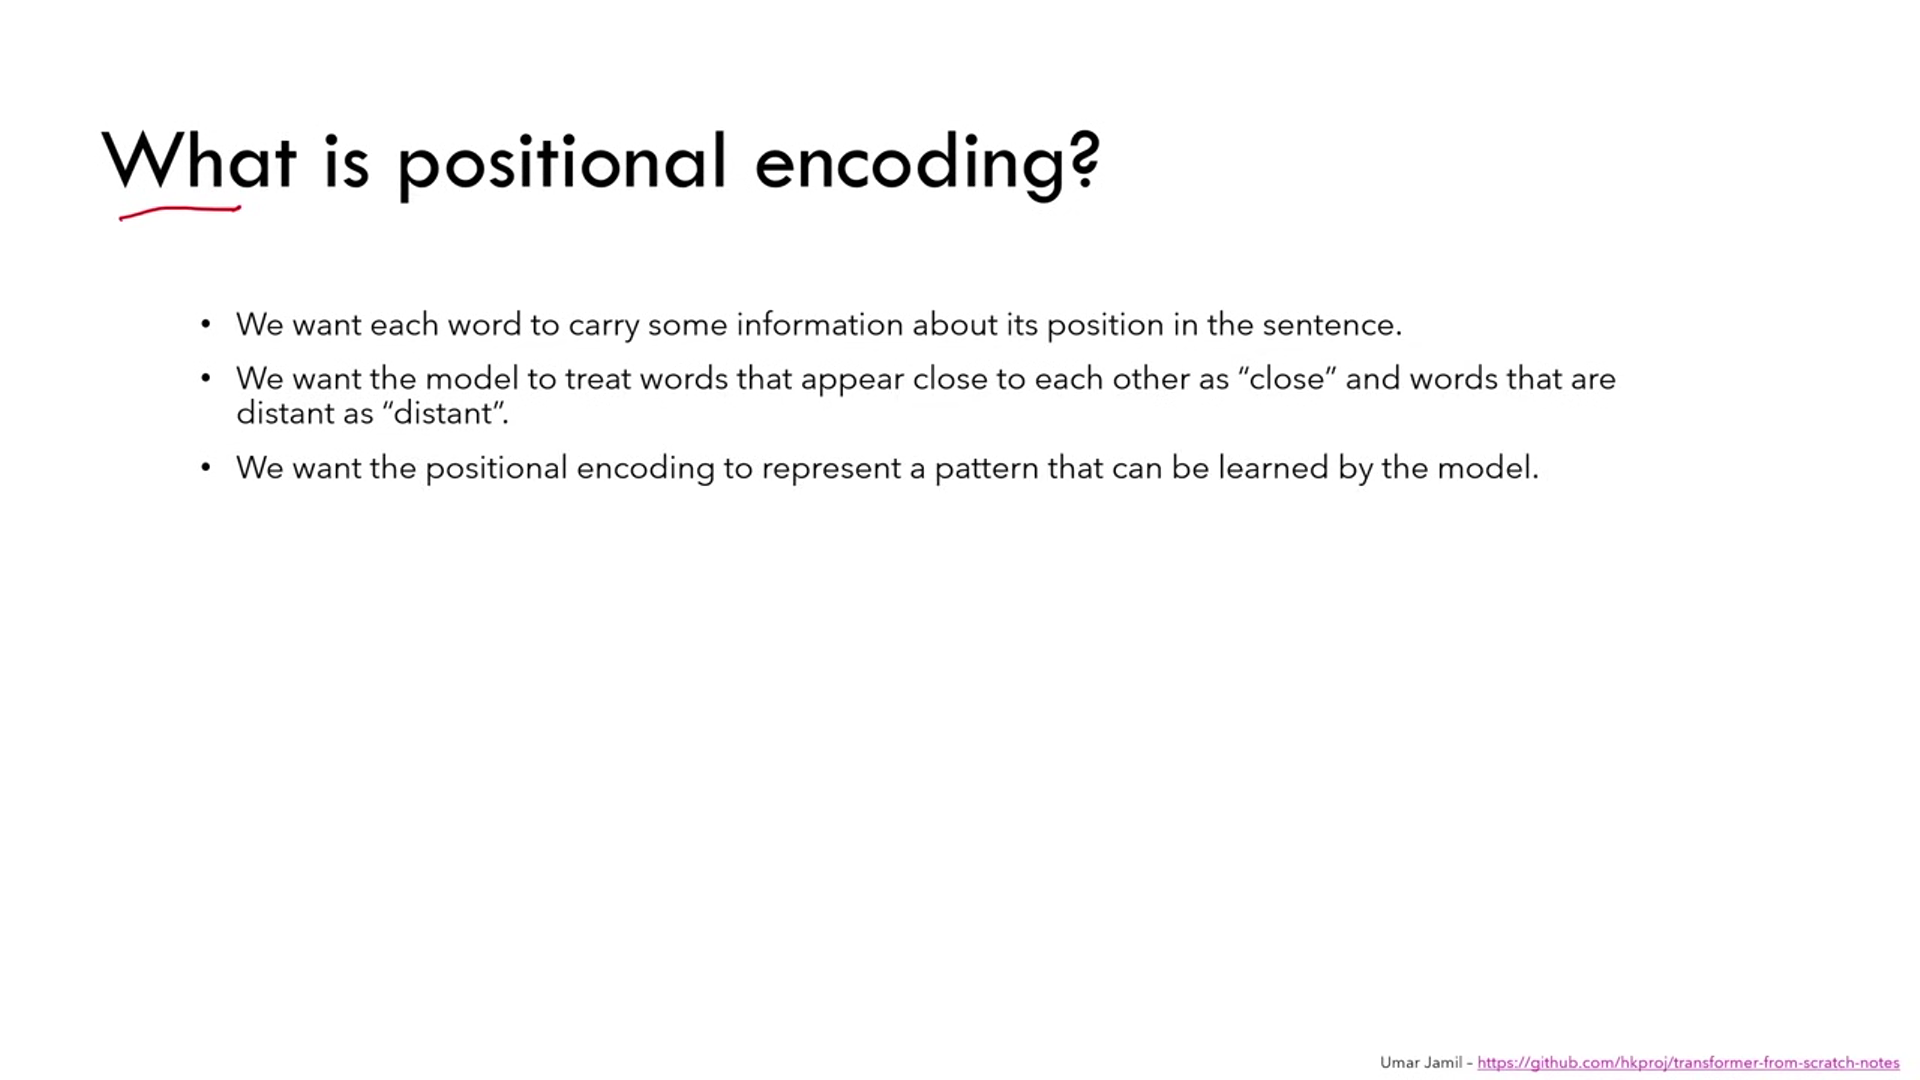 What is positional encoding?
• We want each word to carry some information about its position in the sentence.
• We want the model to treat words that appear close to each other as “close” and words that are
distant as “distant”.
• We want the positional encoding to represent a pattern that can be learned by the model.
Umar Jamil – https://github.com/hkproj/transformer-from-scratch-notes